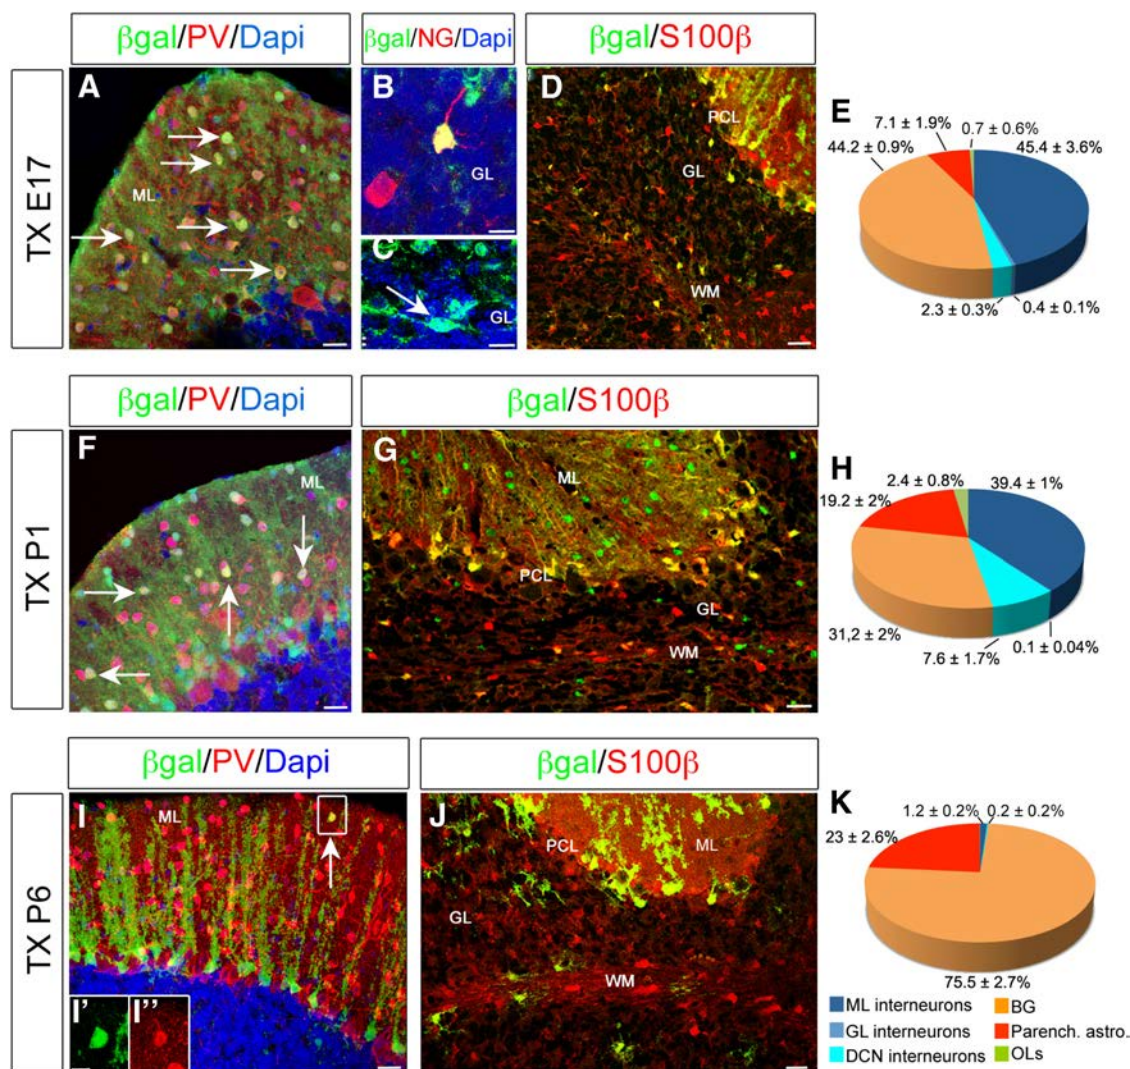 βgal/PV/Dapi
βgal/NG/Dapi
βgal/S100β
TX E17
A
ML
B
GL
C
GL
D
PCL
GL
WM
E
7.1 ± 1.9%
0.7 ± 0.6%
44.2 ± 0.9%
45.4 ± 3.6%
2.3 ± 0.3%
0.4 ± 0.1%
βgal/PV/Dapi
βgal/S100β
TX P1
F
ML
G
ML
PCL
GL
WM
H
2.4 ± 0.8%
39.4 ± 1%
19.2 ± 2%
31,2 ± 2%
7.6 ± 1.7%
0.1 ± 0.04%
βgal/PV/Dapi
βgal/S100β
TX P6
I
ML
I'
I''
J
PCL
ML
GL
WM
K
1.2 ± 0.2%
0.2 ± 0.2%
23 ± 2.6%
75.5 ± 2.7%
ML interneurons
BG
GL interneurons
Parench. astro.
DCN interneurons
OLs